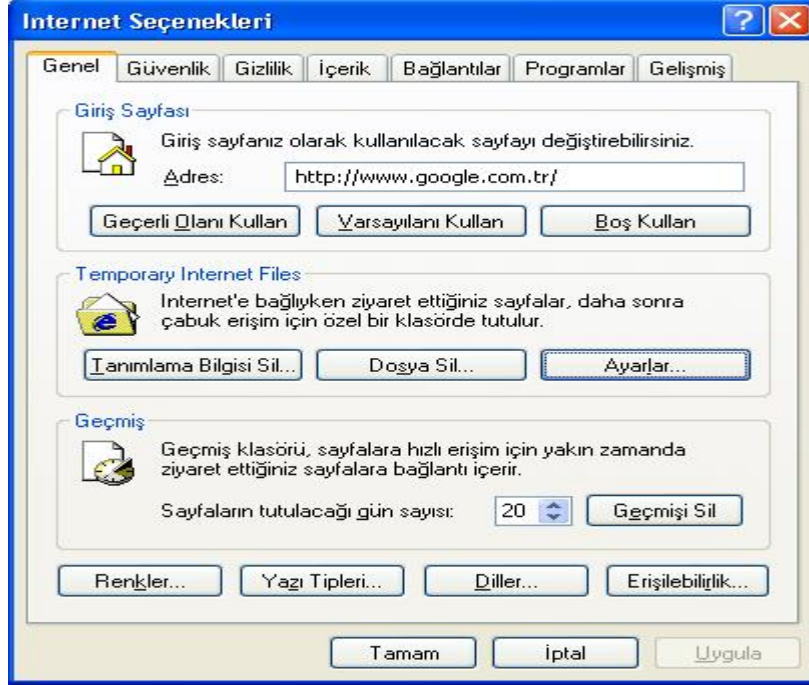 Internet Seçenekleri
Genel Güvenlik Gizlilik İçerik Bağlantılar Programlar Gelişmiş
Giriş Sayfası
Giriş sayfanız olarak kullanılacak sayfayı değiştirebilirsiniz.
Adres: http://www.google.com.tr/
Geçerli Olanı Kullan Varsayılanı Kullan Boş Kullan
Temporary Internet Files
Internet'e bağlıyken ziyaret ettiğiniz sayfalar, daha sonra
çabuk erişim için özel bir klasörde tutulur.
Tanımlama Bilgisi Sil... Dosya Sil... Ayarlar...
Geçmiş
Geçmiş klasörü, sayfalara hızlı erişim için yakın zamanda
ziyaret ettiğiniz sayfalara bağlantı içerir.
Sayfaların tutulacağı gün sayısı: 20 Geçmişi Sil
Renkler... Yazı Tipleri... Diller... Erişilebilirlik...
Tamam İptal Uygula